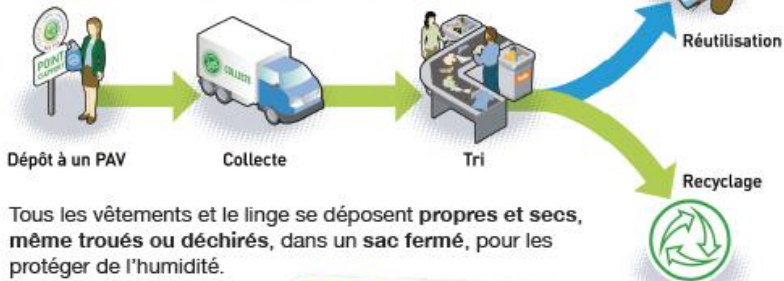 POINT
D'APPORT
COLLECTE
Réutilisation
Dépôt à un PAV
Collecte
Tri
Recyclage
Tous les vêtements et le linge se déposent propres et secs,
même troués ou déchirés, dans un sac fermé, pour les
protéger de l'humidité.